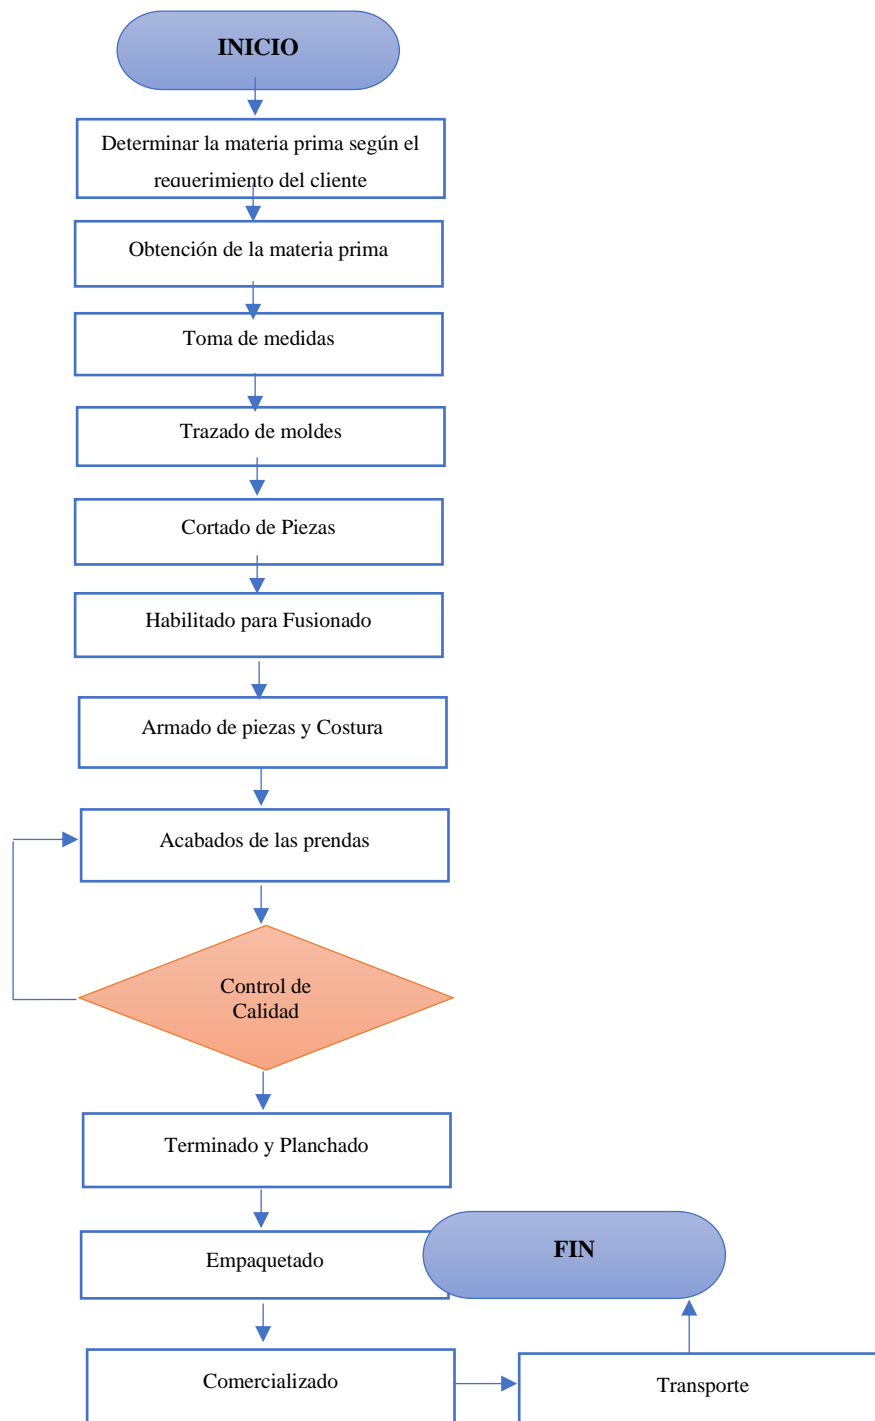 INICIO
Determinar la materia prima según el
requerimiento del cliente
Obtención de la materia prima
Toma de medidas
Trazado de moldes
Cortado de Piezas
Habilitado para Fusionado
Armado de piezas y Costura
Acabados de las prendas
Control de
Calidad
Terminado y Planchado
Empaquetado
FIN
Comercializado
Transporte